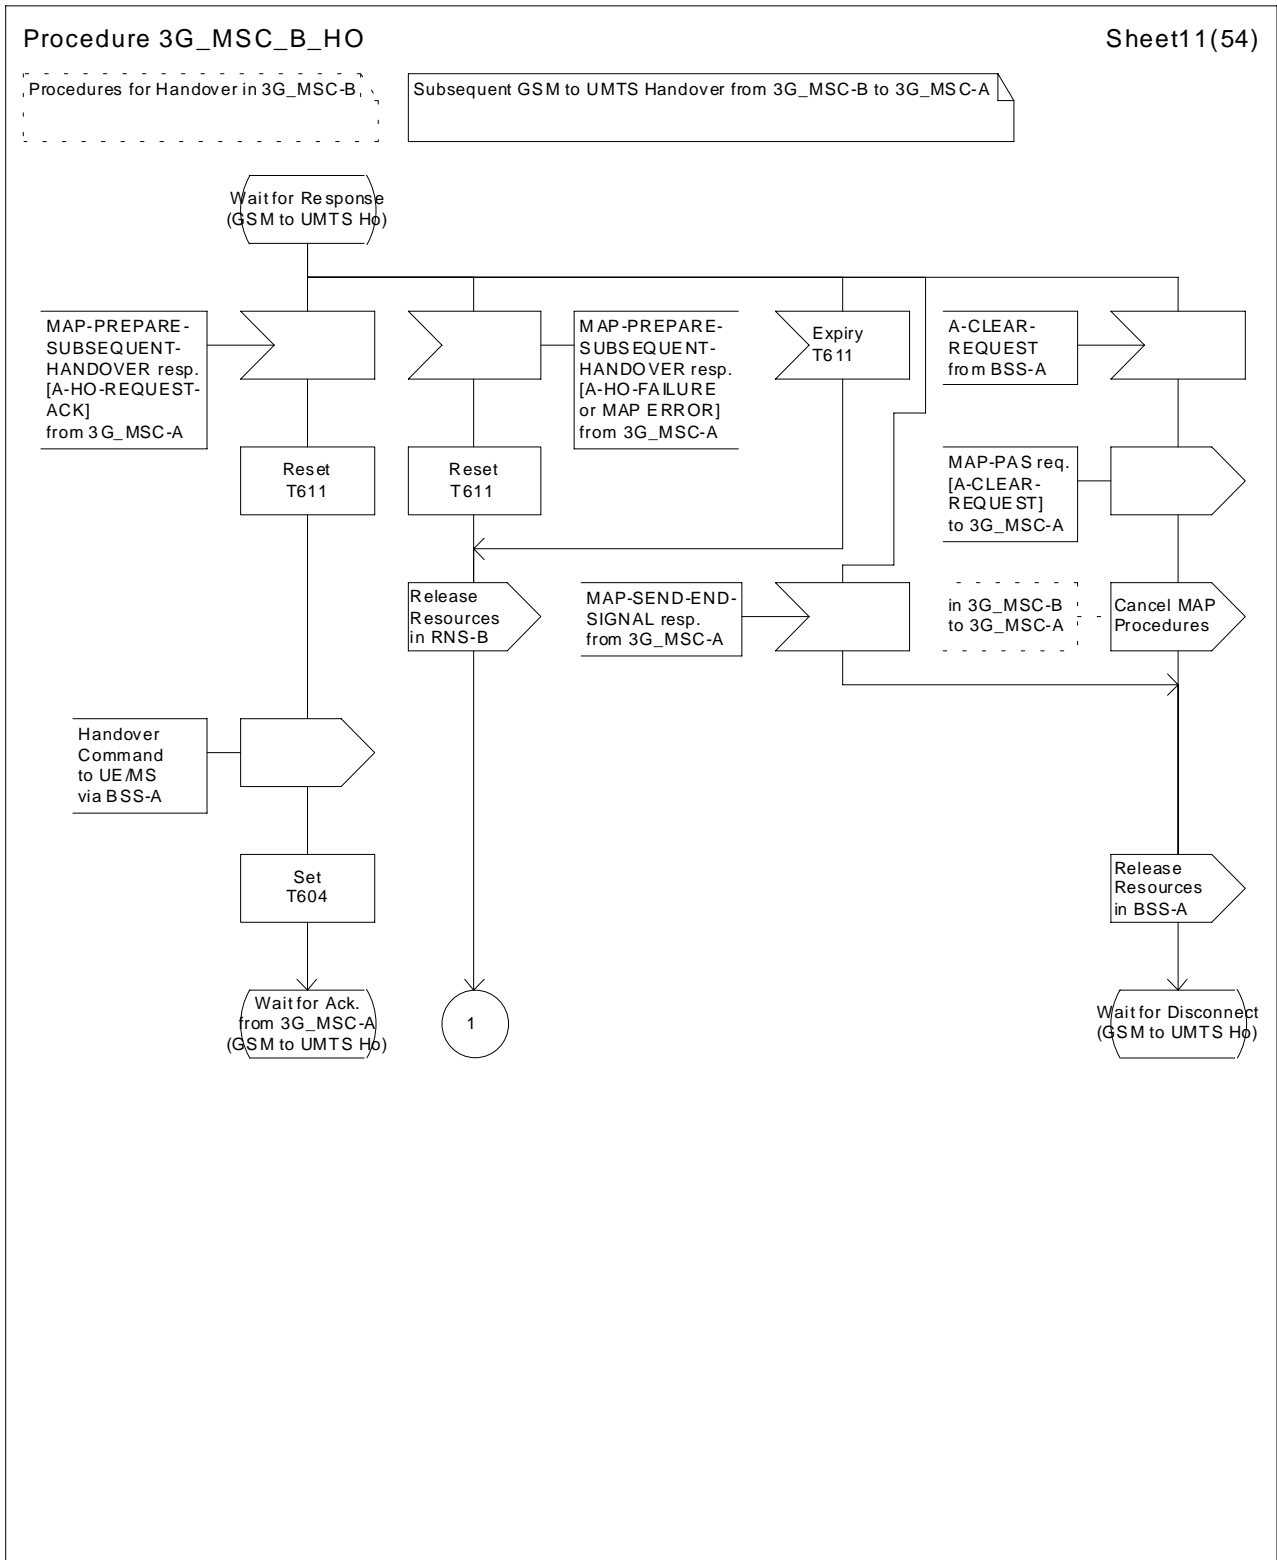 Procedure 3G_MSC_B_HO
Sheet11(54)
Procedures for Handover in 3G_MSC-B
Subsequent GSM to UMTS Handover from 3G_MSC-B to 3G_MSC-A
Wait for Response
(GSM to UMTS Ho)
MAP-PREPARE-
SUBSEQUENT-
HANDOVER resp.
[A-HO-REQUEST-
ACK]
from 3G_MSC-A
MAP-PREPARE-
SUBSEQUENT-
HANDOVER resp.
[A-HO-FAILURE
or MAP ERROR]
from 3G_MSC-A
Expiry
T611
A-CLEAR-
REQUEST
from BSS-A
Reset
T611
Reset
T611
MAP-PAS req.
[A-CLEAR-
REQUEST]
to 3G_MSC-A
Release
Resources
in RNS-B
MAP-SEND-END-
SIGNAL resp.
from 3G_MSC-A
in 3G_MSC-B
to 3G_MSC-A
Cancel MAP
Procedures
Handover
Command
to UE/MS
via BSS-A
Set
T604
Release
Resources
in BSS-A
Wait for Ack.
from 3G_MSC-A
(GSM to UMTS Ho)
1
Wait for Disconnect
(GSM to UMTS Ho)